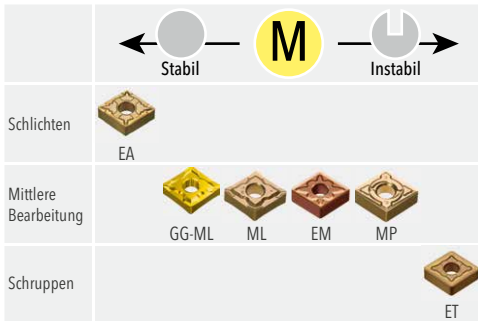 M
Stabil
Instabil
Schlichten
EA
Mittlere
Bearbeitung
GG-ML ML EM MP
Schruppen
ET